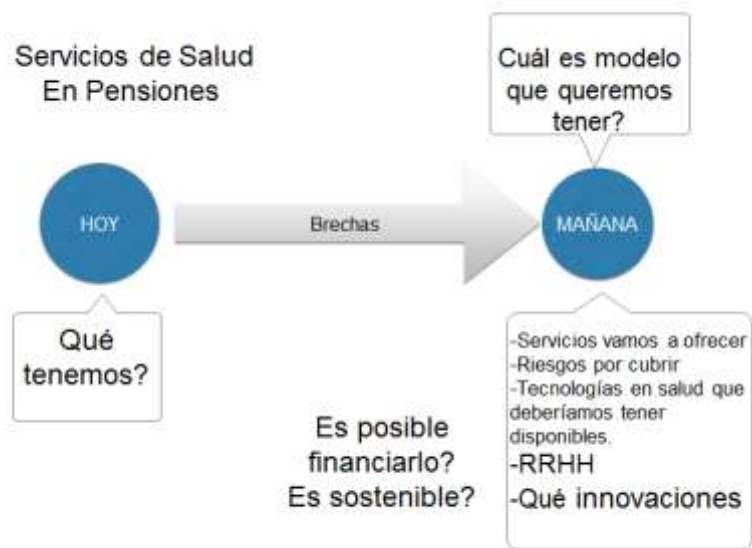 Servicios de Salud
En Pensiones
Cuál es modelo
que queremos
tener?
HOY
Brechas
MAÑANA
Qué
tenemos?
-Servicios vamos a ofrecer
-Riesgos por cubrir
-Tecnologías en salud que
deberíamos tener
disponibles.
-RRHH
-Qué innovaciones
Es posible
financiarlo?
Es sostenible?